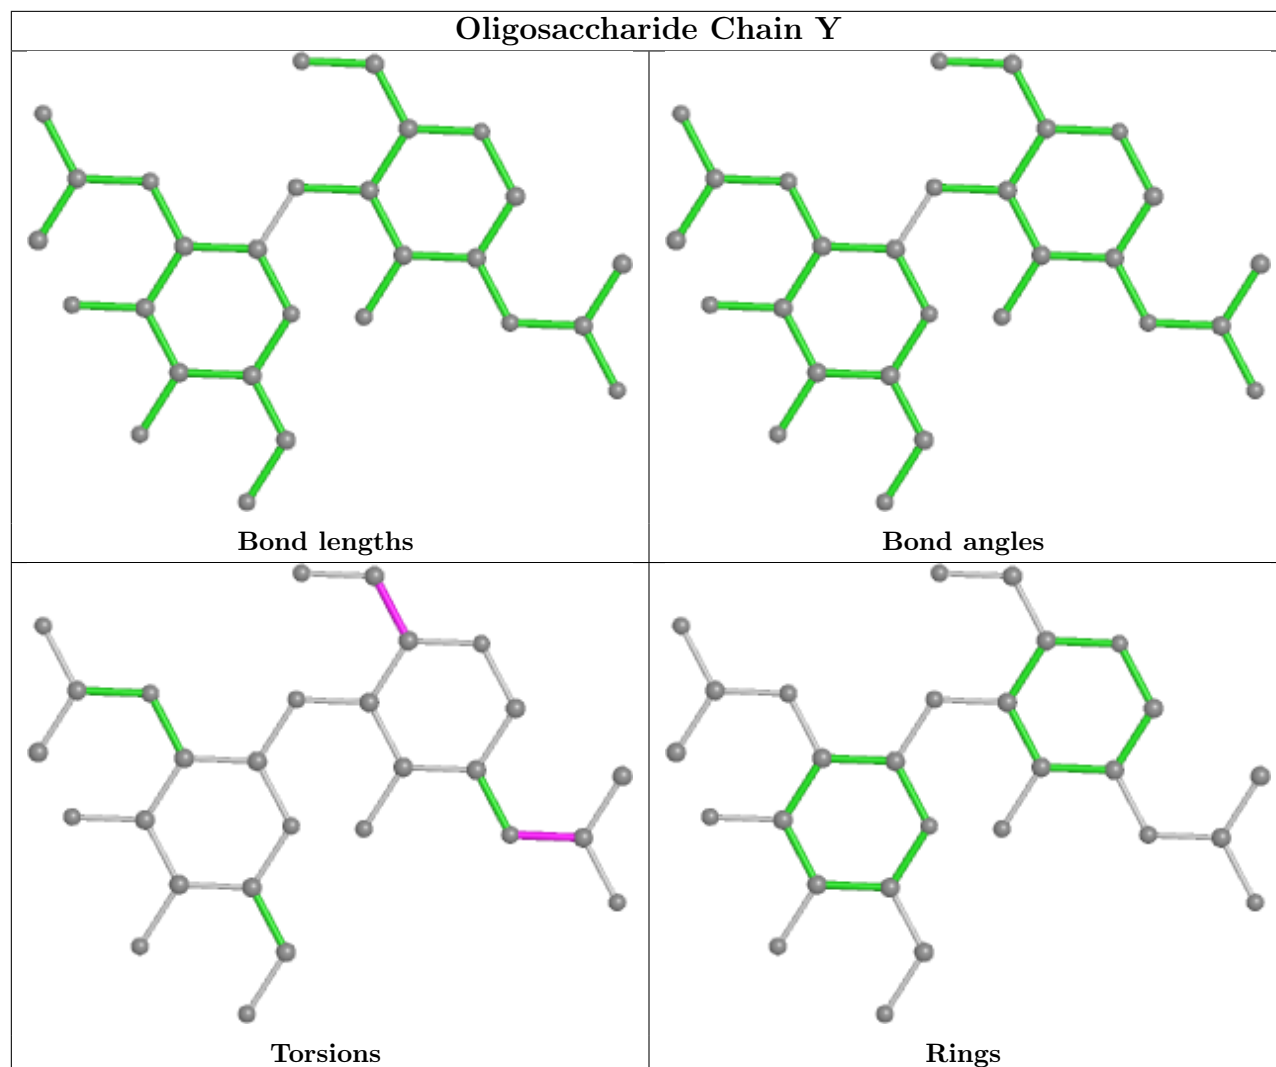 Oligosaccharide Chain Y
Bond lengths
Bond angles
Torsions
Rings